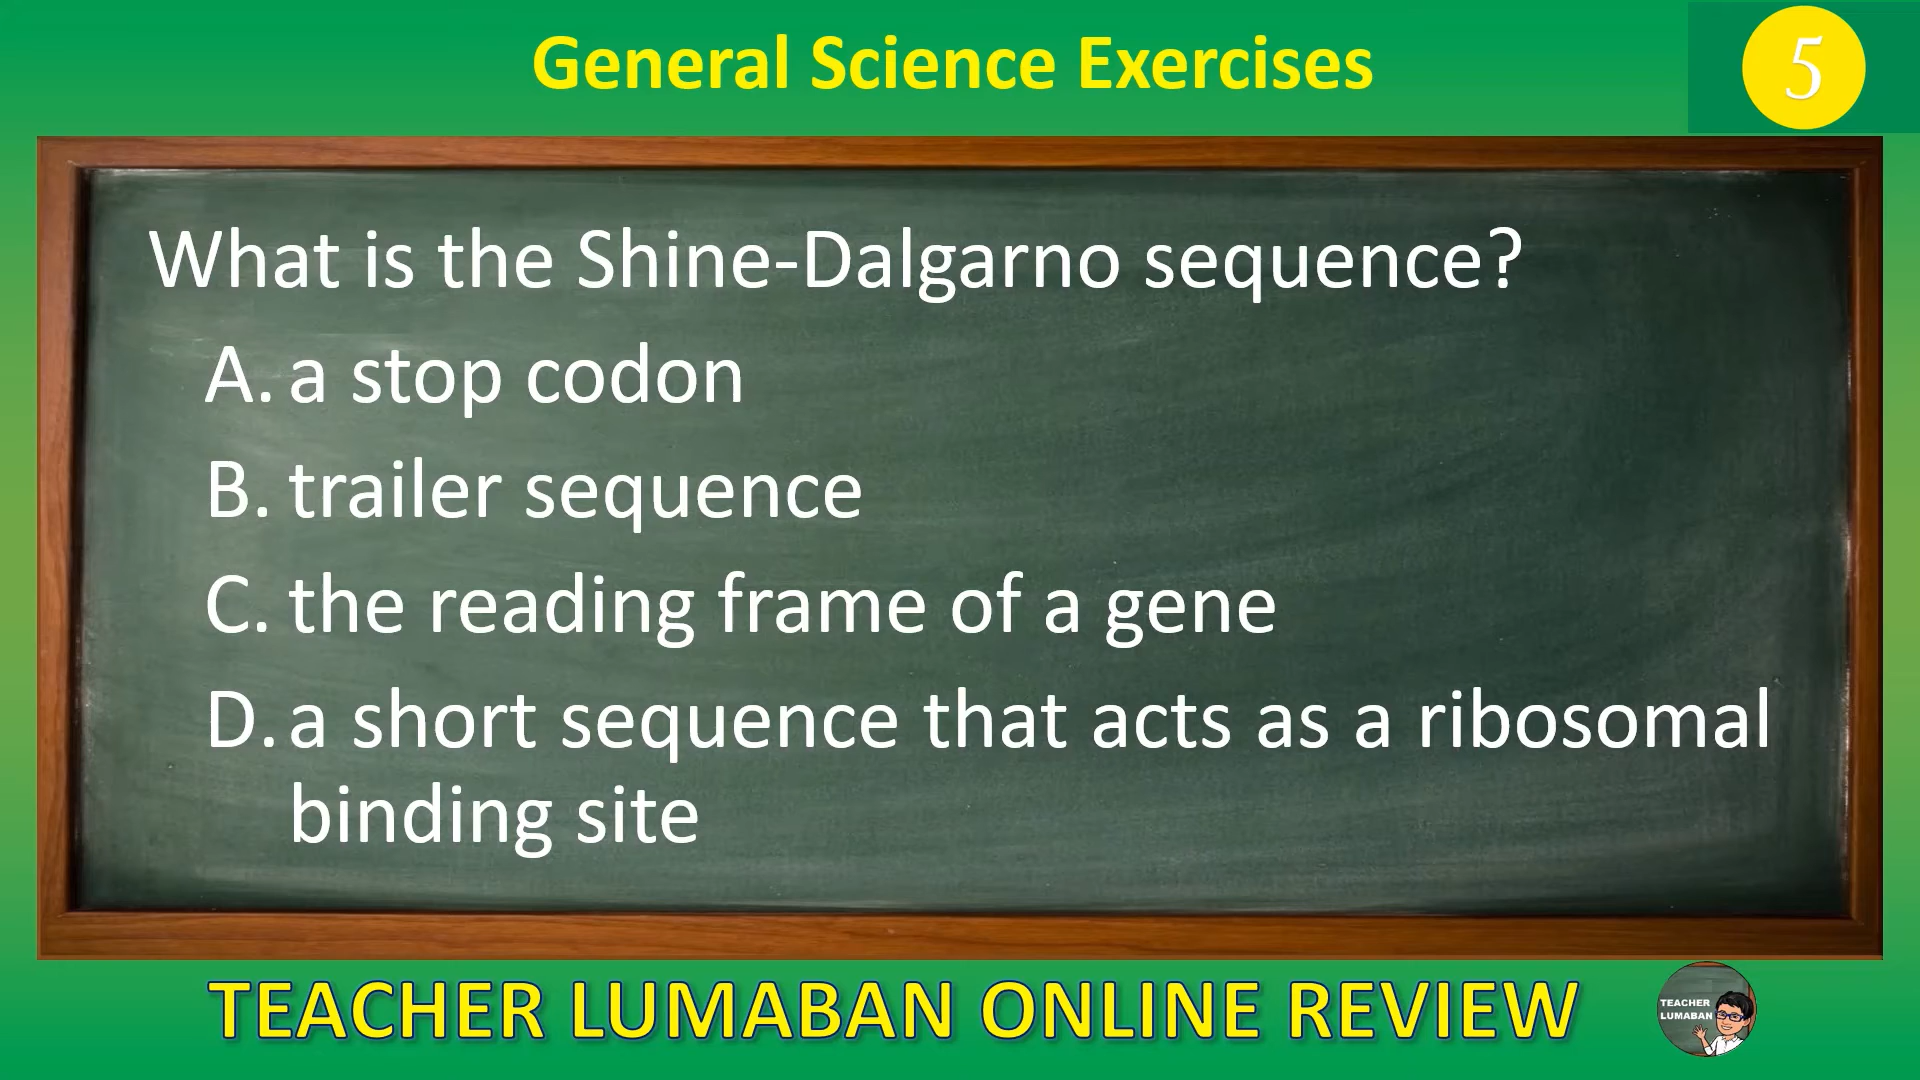 General Science Exercises
5
What is the Shine-Dalgarno sequence?
A. a stop codon
B. trailer sequence
C. the reading frame of a gene
D. a short sequence that acts as a ribosomal
binding site
TEACHER LUMABAN ONLINE REVIEW
TEACHER
LUMABAN